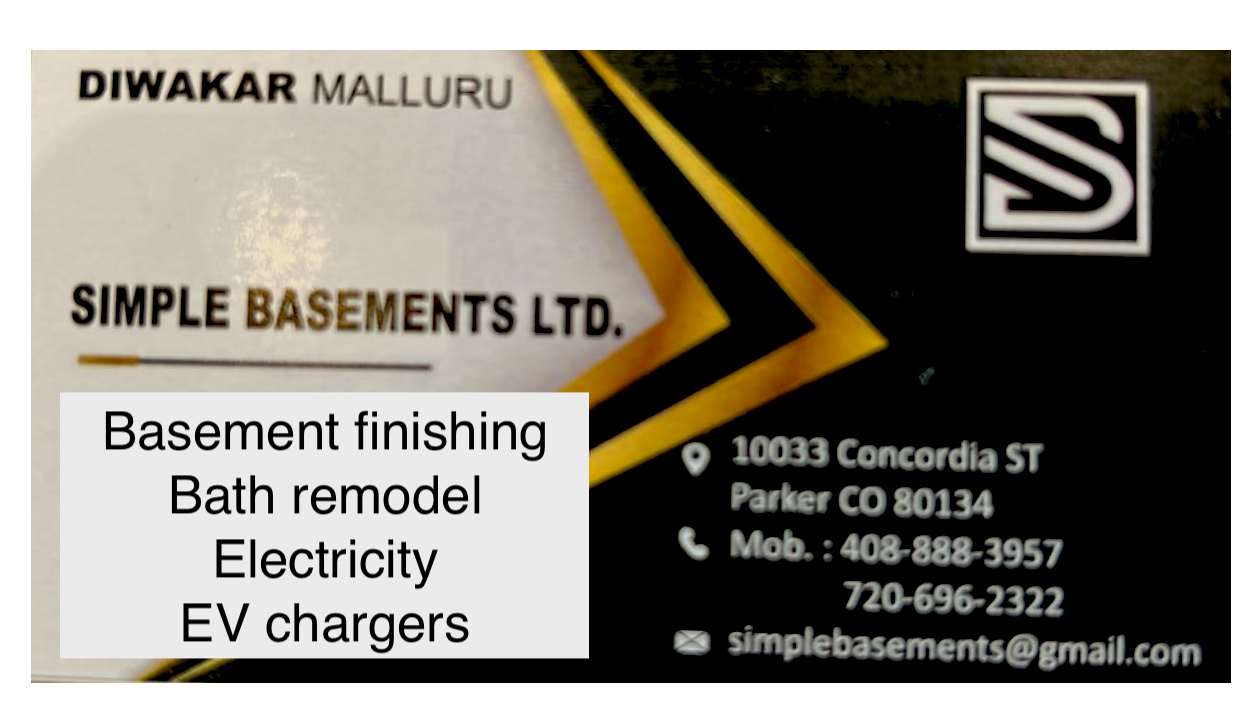 DIWAKAR MALLURU
SIMPLE BASEMENTS LTD.
Basement finishing
Bath remodel
Electricity
EV chargers
10033 Concordia ST
Parker CO 80134
Mob. : 408-888-3957
720-696-2322
simplebasements@gmail.com